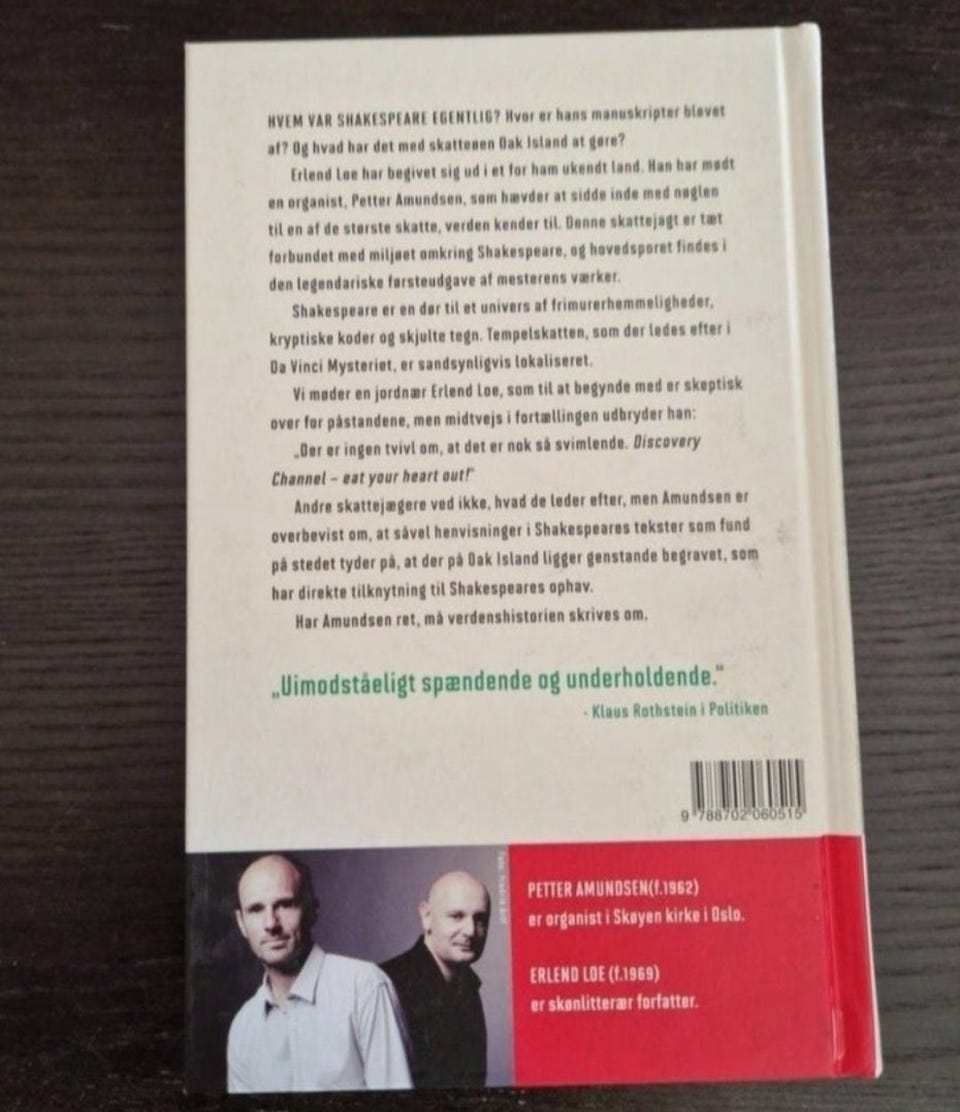 HVEM VAR SHAKESPEARE EGENTLIG? Hvor er hans manuskripter blevet
af? Og hvad har det med skatteøen Oak Island at gøre?
Erlend Loe har begivet sig ud i et for ham ukendt land. Han har mødt
en organist, Petter Amundsen, som hævder at sidde inde med nøglen
til en af de største skatte, verden kender til. Denne skattejagt er tæt
forbundet med miljøet omkring Shakespeare, og hovedsporet findes i
den legendariske førsteudgave af mesterens værker.
Shakespeare er en dør til et univers af frimurerhemmeligheder,
kryptiske koder og skjulte tegn. Tempelskatten, som der ledes efter i
Da Vinci Mysteriet, er sandsynligvis lokaliseret.
Vi møder en jordnær Erlend Loe, som til at begynde med er skeptisk
over for påstandene, men midtvejs i fortællingen udbryder han:
„Der er ingen tvivl om, at det er nok så svimlende. Discovery
Channel – eat your heart out!"
Andre skattejægere ved ikke, hvad de leder efter, men Amundsen er
overbevist om, at såvel henvisninger i Shakespeares tekster som fund
på stedet tyder på, at der på Oak Island ligger genstande begravet, som
har direkte tilknytning til Shakespeares ophav.
Har Amundsen ret, må verdenshistorien skrives om.
„Uimodståeligt spændende og underholdende."
- Klaus Rothstein i Politiken
9 788702 060515
PETTER AMUNDSEN(f.1962)
er organist i Skøyen kirke i Oslo.
ERLEND LOE (f.1969)
er skønlitterær forfatter.